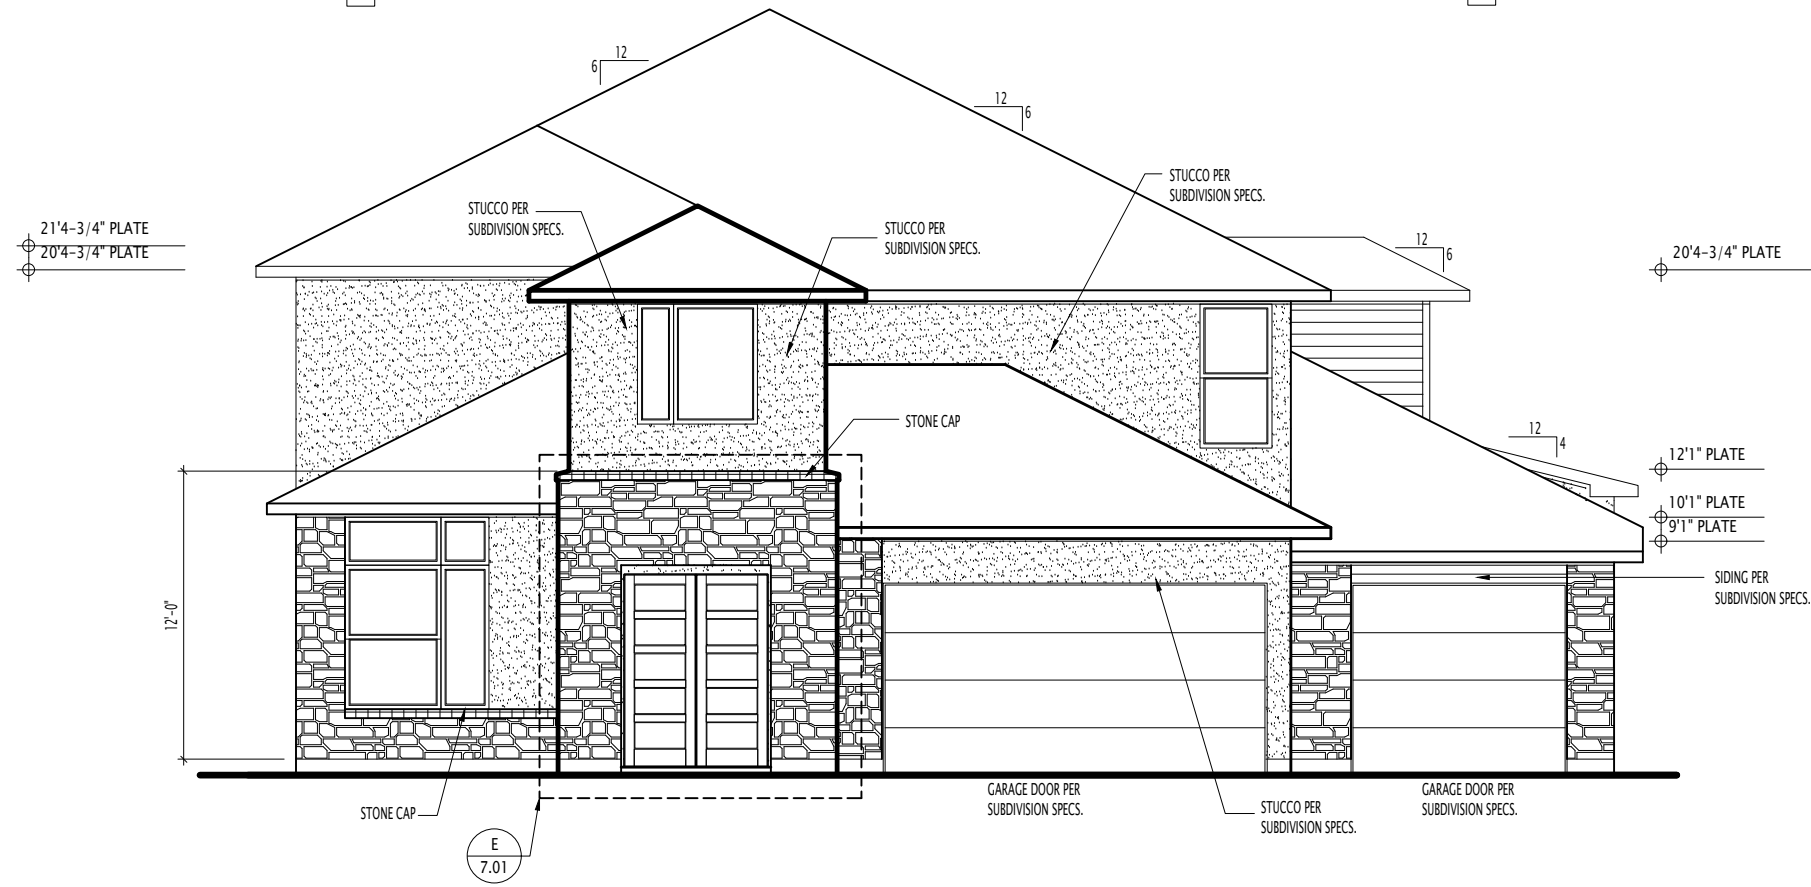 12
6
12
6
STUCCO PER
SUBDIVISION SPECS.
STUCCO PER
SUBDIVISION SPECS.
STUCCO PER
SUBDIVISION SPECS.
21'4-3/4" PLATE
20'4-3/4" PLATE
12
6
20'4-3/4" PLATE
STONE CAP
12
4
12'1" PLATE
10'1" PLATE
9'1" PLATE
12'-0"
SIDING PER
SUBDIVISION SPECS.
GARAGE DOOR PER
SUBDIVISION SPECS.
GARAGE DOOR PER
SUBDIVISION SPECS.
STONE CAP
STUCCO PER
SUBDIVISION SPECS.
E
7.01